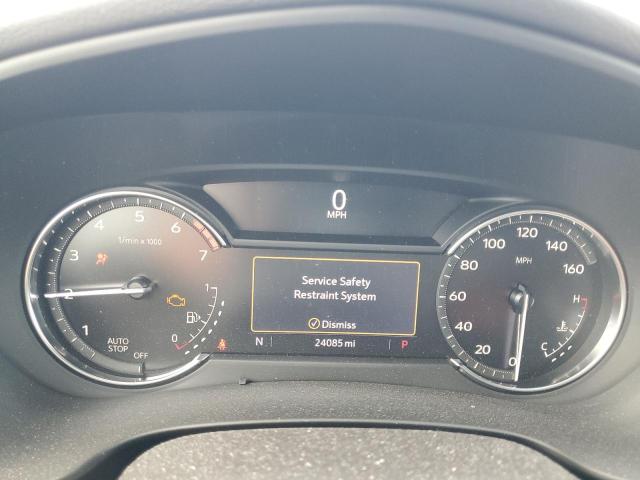 0
MPH
1
2
3
4
5
6
7
1/min x 1000
AUTO
STOP
OFF
1
0
Service Safety
Restraint System
Dismiss
N
24085 mi
P
0
20
40
60
80
100
120
140
160
MPH
H
C